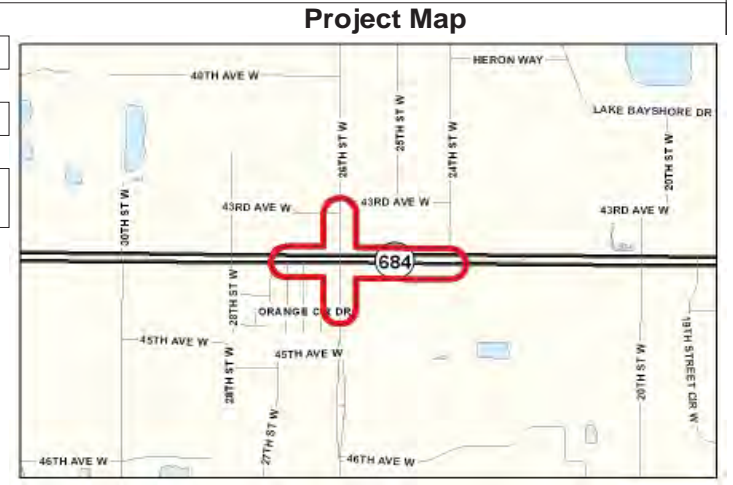 Project Map
HERON WAY
40TH AVE W
LAKE BAYSHORE DR
26TH ST W
25TH ST W
24TH ST W
20TH ST W
30TH ST W
43RD AVE W
43RD AVE W
43RD AVE W
684
28TH ST W
ORANGE CIR DR
45TH AVE W
45TH AVE W
28TH ST W
20TH ST W
19TH STREET CIR W
27TH ST W
46TH AVE W
46TH AVE W